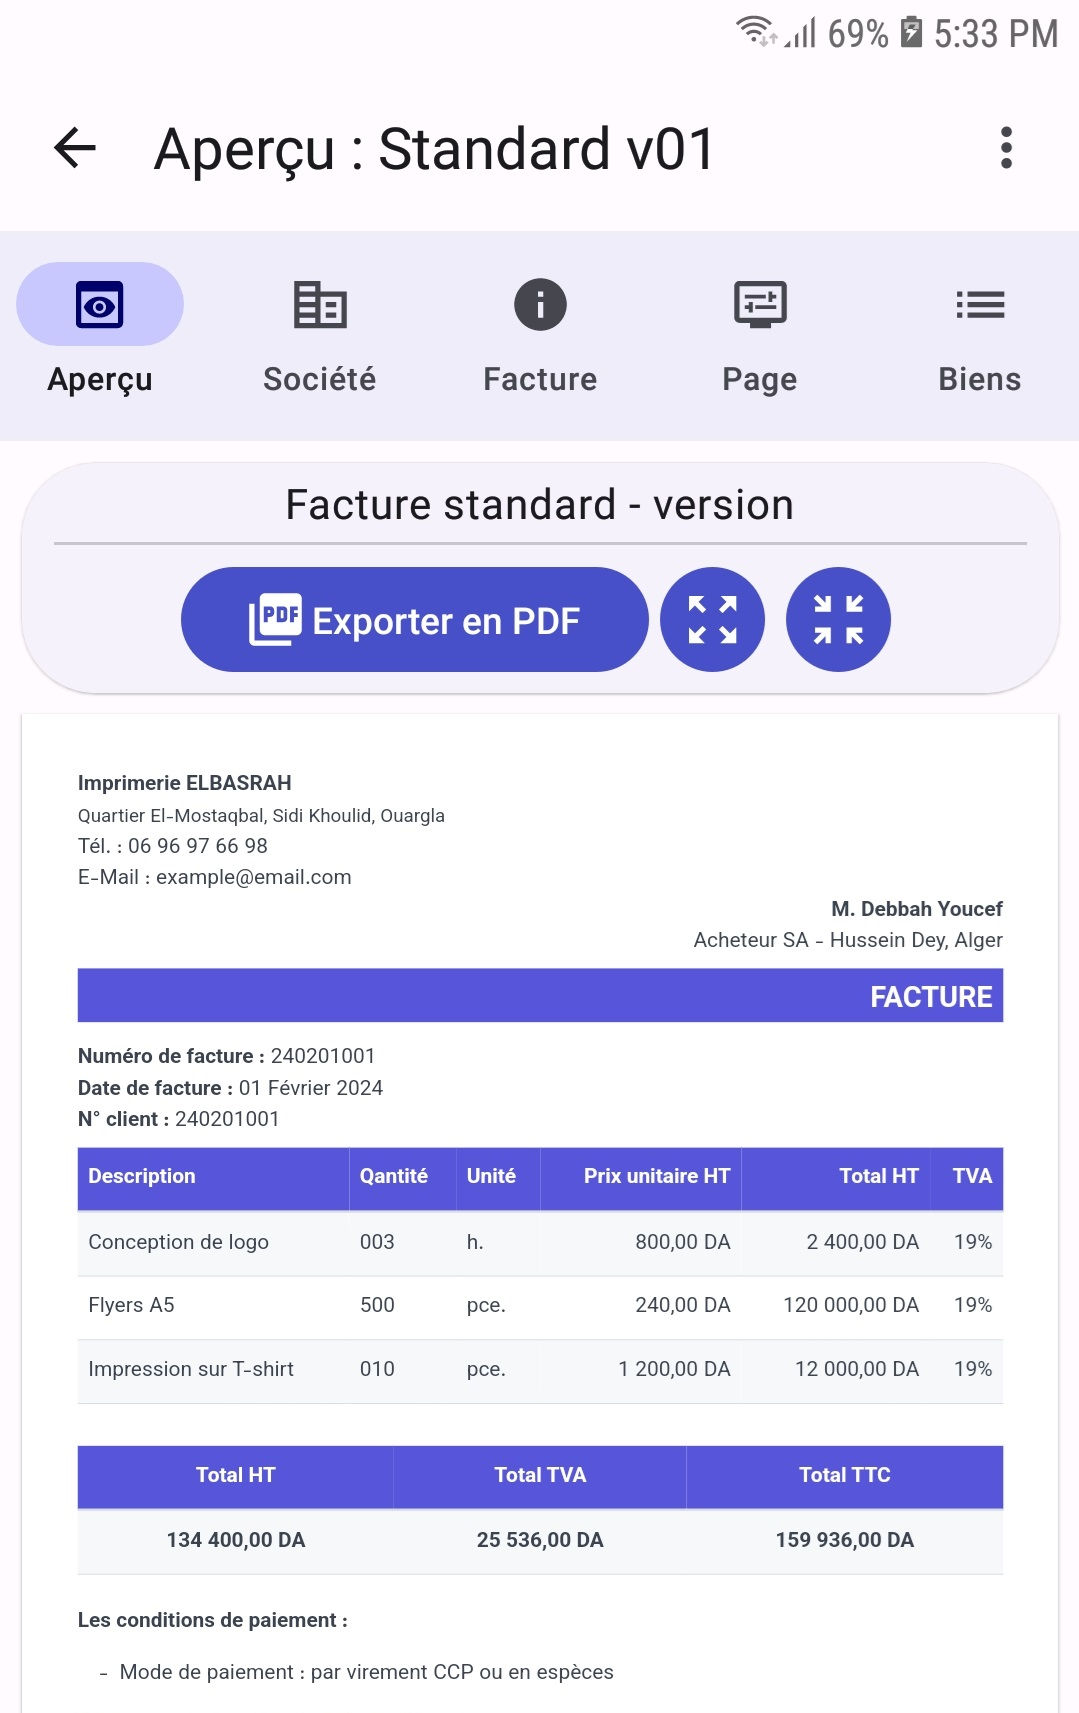 69% 5:33 PM
Aperçu : Standard v01
Aperçu Société Facture Page Biens
Facture standard - version
PDF Exporter en PDF
Imprimerie ELBASRAH
Quartier El-Mostaqbal, Sidi Khoulid, Ouargla
Tél. : 06 96 97 66 98
E-Mail : example@email.com
M. Debbah Youcef
Acheteur SA - Hussein Dey, Alger
FACTURE
Numéro de facture : 240201001
Date de facture : 01 Février 2024
N° client : 240201001
Description Qantité Unité Prix unitaire HT Total HT TVA
Conception de logo 003 h. 800,00 DA 2 400,00 DA 19%
Flyers A5 500 pce. 240,00 DA 120 000,00 DA 19%
Impression sur T-shirt 010 pce. 1 200,00 DA 12 000,00 DA 19%
Total HT Total TVA Total TTC
134 400,00 DA 25 536,00 DA 159 936,00 DA
Les conditions de paiement :
- Mode de paiement : par virement CCP ou en espèces